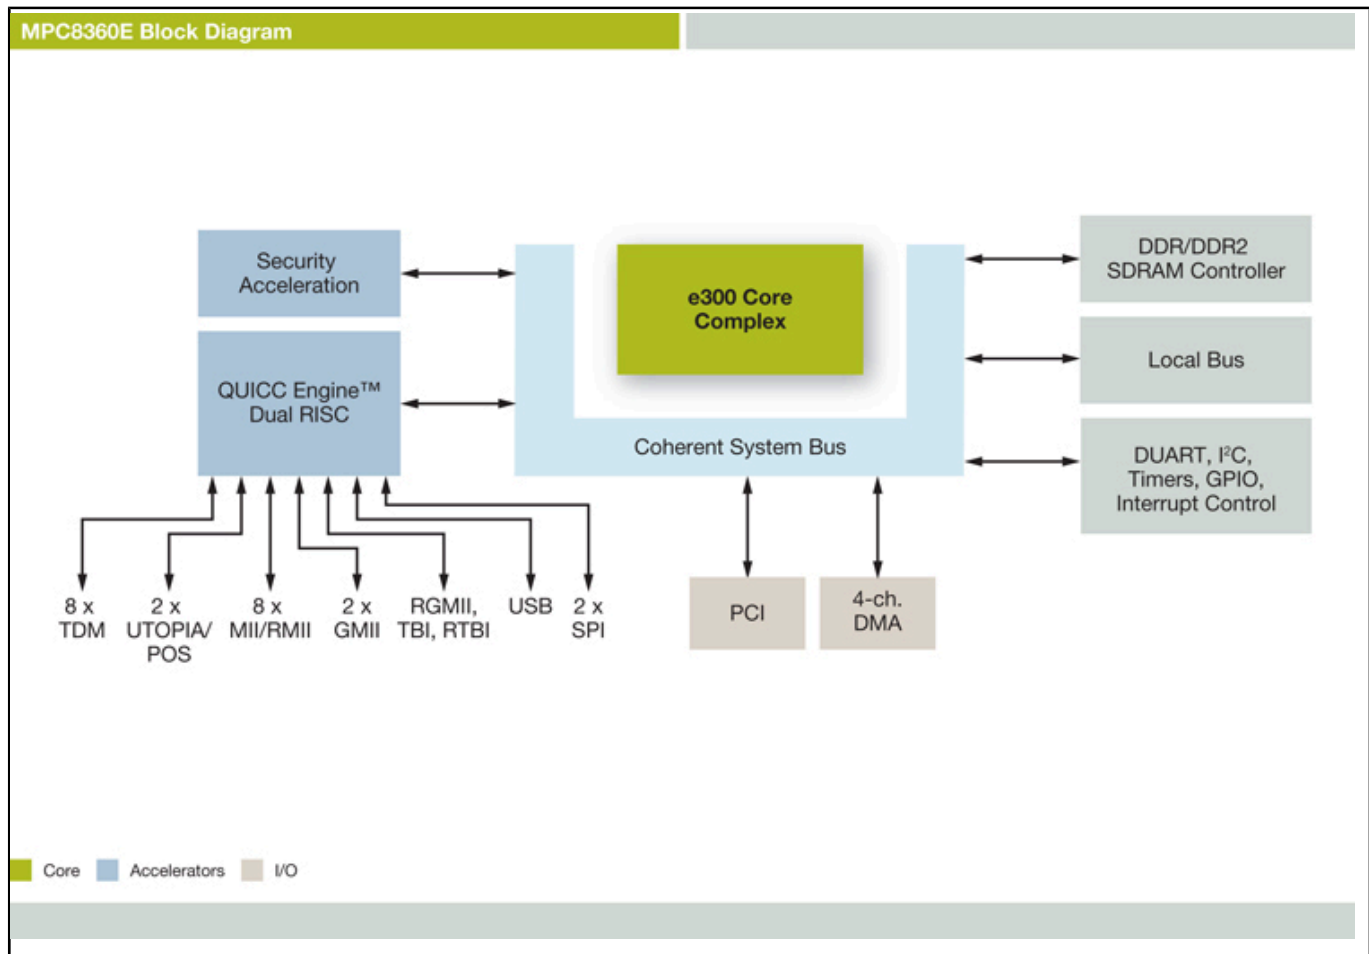 MPC8360E Block Diagram
Security
Acceleration
QUICC Engine™
Dual RISC
e300 Core
Complex
Coherent System Bus
DDR/DDR2
SDRAM Controller
Local Bus
DUART, I²C,
Timers, GPIO,
Interrupt Control
8 x
TDM
2 x
UTOPIA/
POS
8 x
MII/RMII
2 x
GMII
RGMII,
TBI, RTBI
USB
2 x
SPI
PCI
4-ch.
DMA
Core
Accelerators
I/O